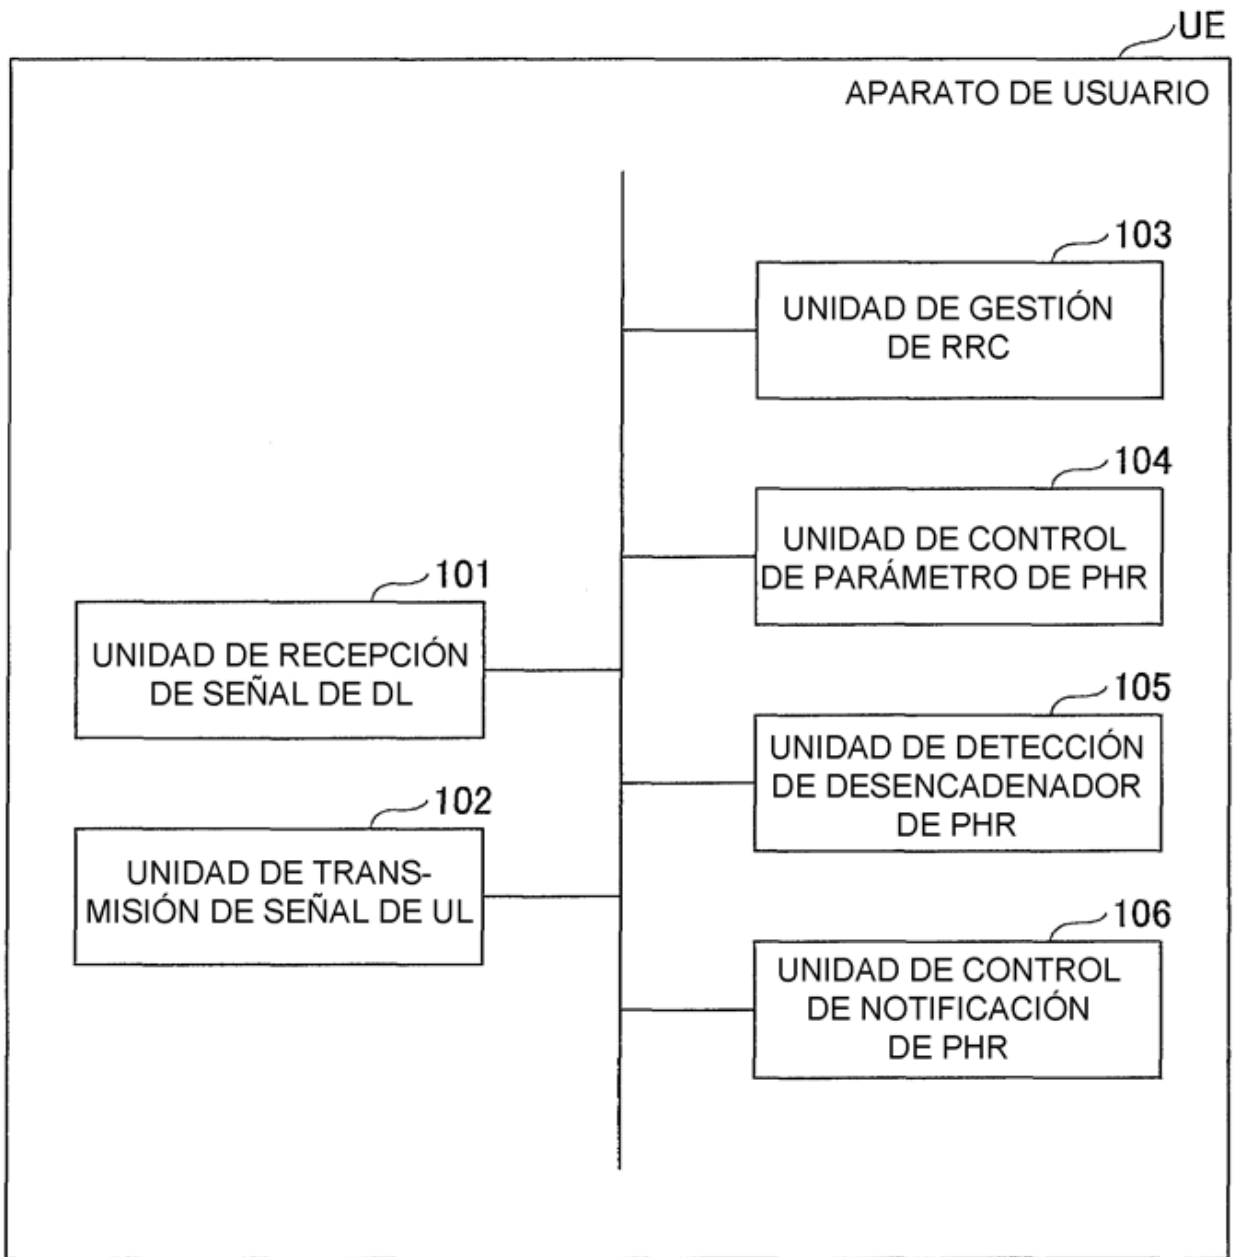 UE
APARATO DE USUARIO
103
UNIDAD DE GESTIÓN
DE RRC
104
UNIDAD DE CONTROL
DE PARÁMETRO DE PHR
101
UNIDAD DE RECEPCIÓN
DE SEÑAL DE DL
105
UNIDAD DE DETECCIÓN
DE DESENCADENADOR
DE PHR
102
UNIDAD DE TRANS-
MISIÓN DE SEÑAL DE UL
106
UNIDAD DE CONTROL
DE NOTIFICACIÓN
DE PHR